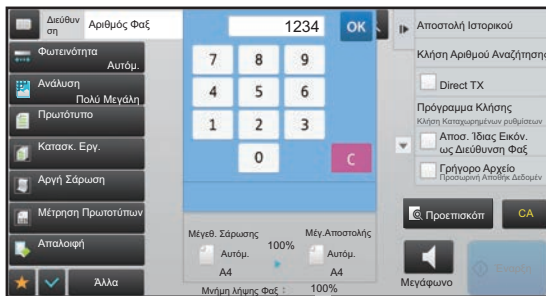 Διεύθυν
ση
Αριθμός Φαξ
1234
OK
Αποστολή Ιστορικού
Φωτεινότητα
Αυτόμ.
Κλήση Αριθμού Αναζήτησης
7 8 9
Ανάλυση
Πολύ Μεγάλη
Direct TX
4 5 6
Πρωτότυπο
Πρόγραμμα Κλήσης
Κλήση Καταχωρημένων ρυθμίσεων
1 2 3
Αποσ. Ίδιας Εικόν.
ως Διεύθυνση Φαξ
Κατασκ. Εργ.
0 C
Γρήγορο Αρχείο
Προσωρινή Αποθήκ Δεδομέν
Αργή Σάρωση
Μέτρηση Πρωτοτύπων
Προεπισκόπ
CA
Μέγεθ. Σάρωσης
Μέγ.Αποστολής
Απαλοιφή
100%
Αυτόμ.
Αυτόμ.
A4
A4
Άλλα
Μεγάφωνο
Έναρξη
Μνήμη λήψης Φαξ : 100%